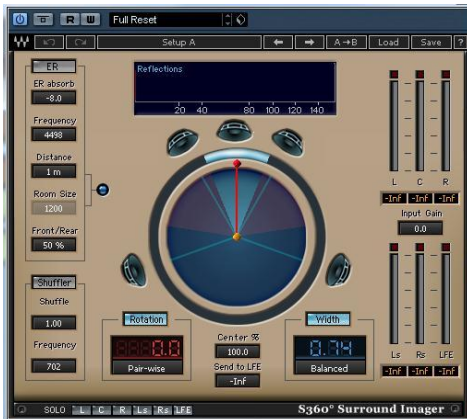 R W Full Reset
Setup A A→B Load Save ?
ER
ER absorb
-8.0
Frequency
4498
Distance
1 m
Room Size
1200
Front/Rear
50 %
Shuffler
Shuffle
1.00
Frequency
702
Reflections
20 40 80 100 120 140
Rotation
0.0
Pair-wise
Center %
100.0
Send to LFE
-Inf
Width
0.74
Balanced
L C R
-Inf -Inf -Inf
Input Gain
0.0
Ls Rs LFE
-Inf -Inf -Inf
SOLO L C R Ls Rs LFE
S360° Surround Imager